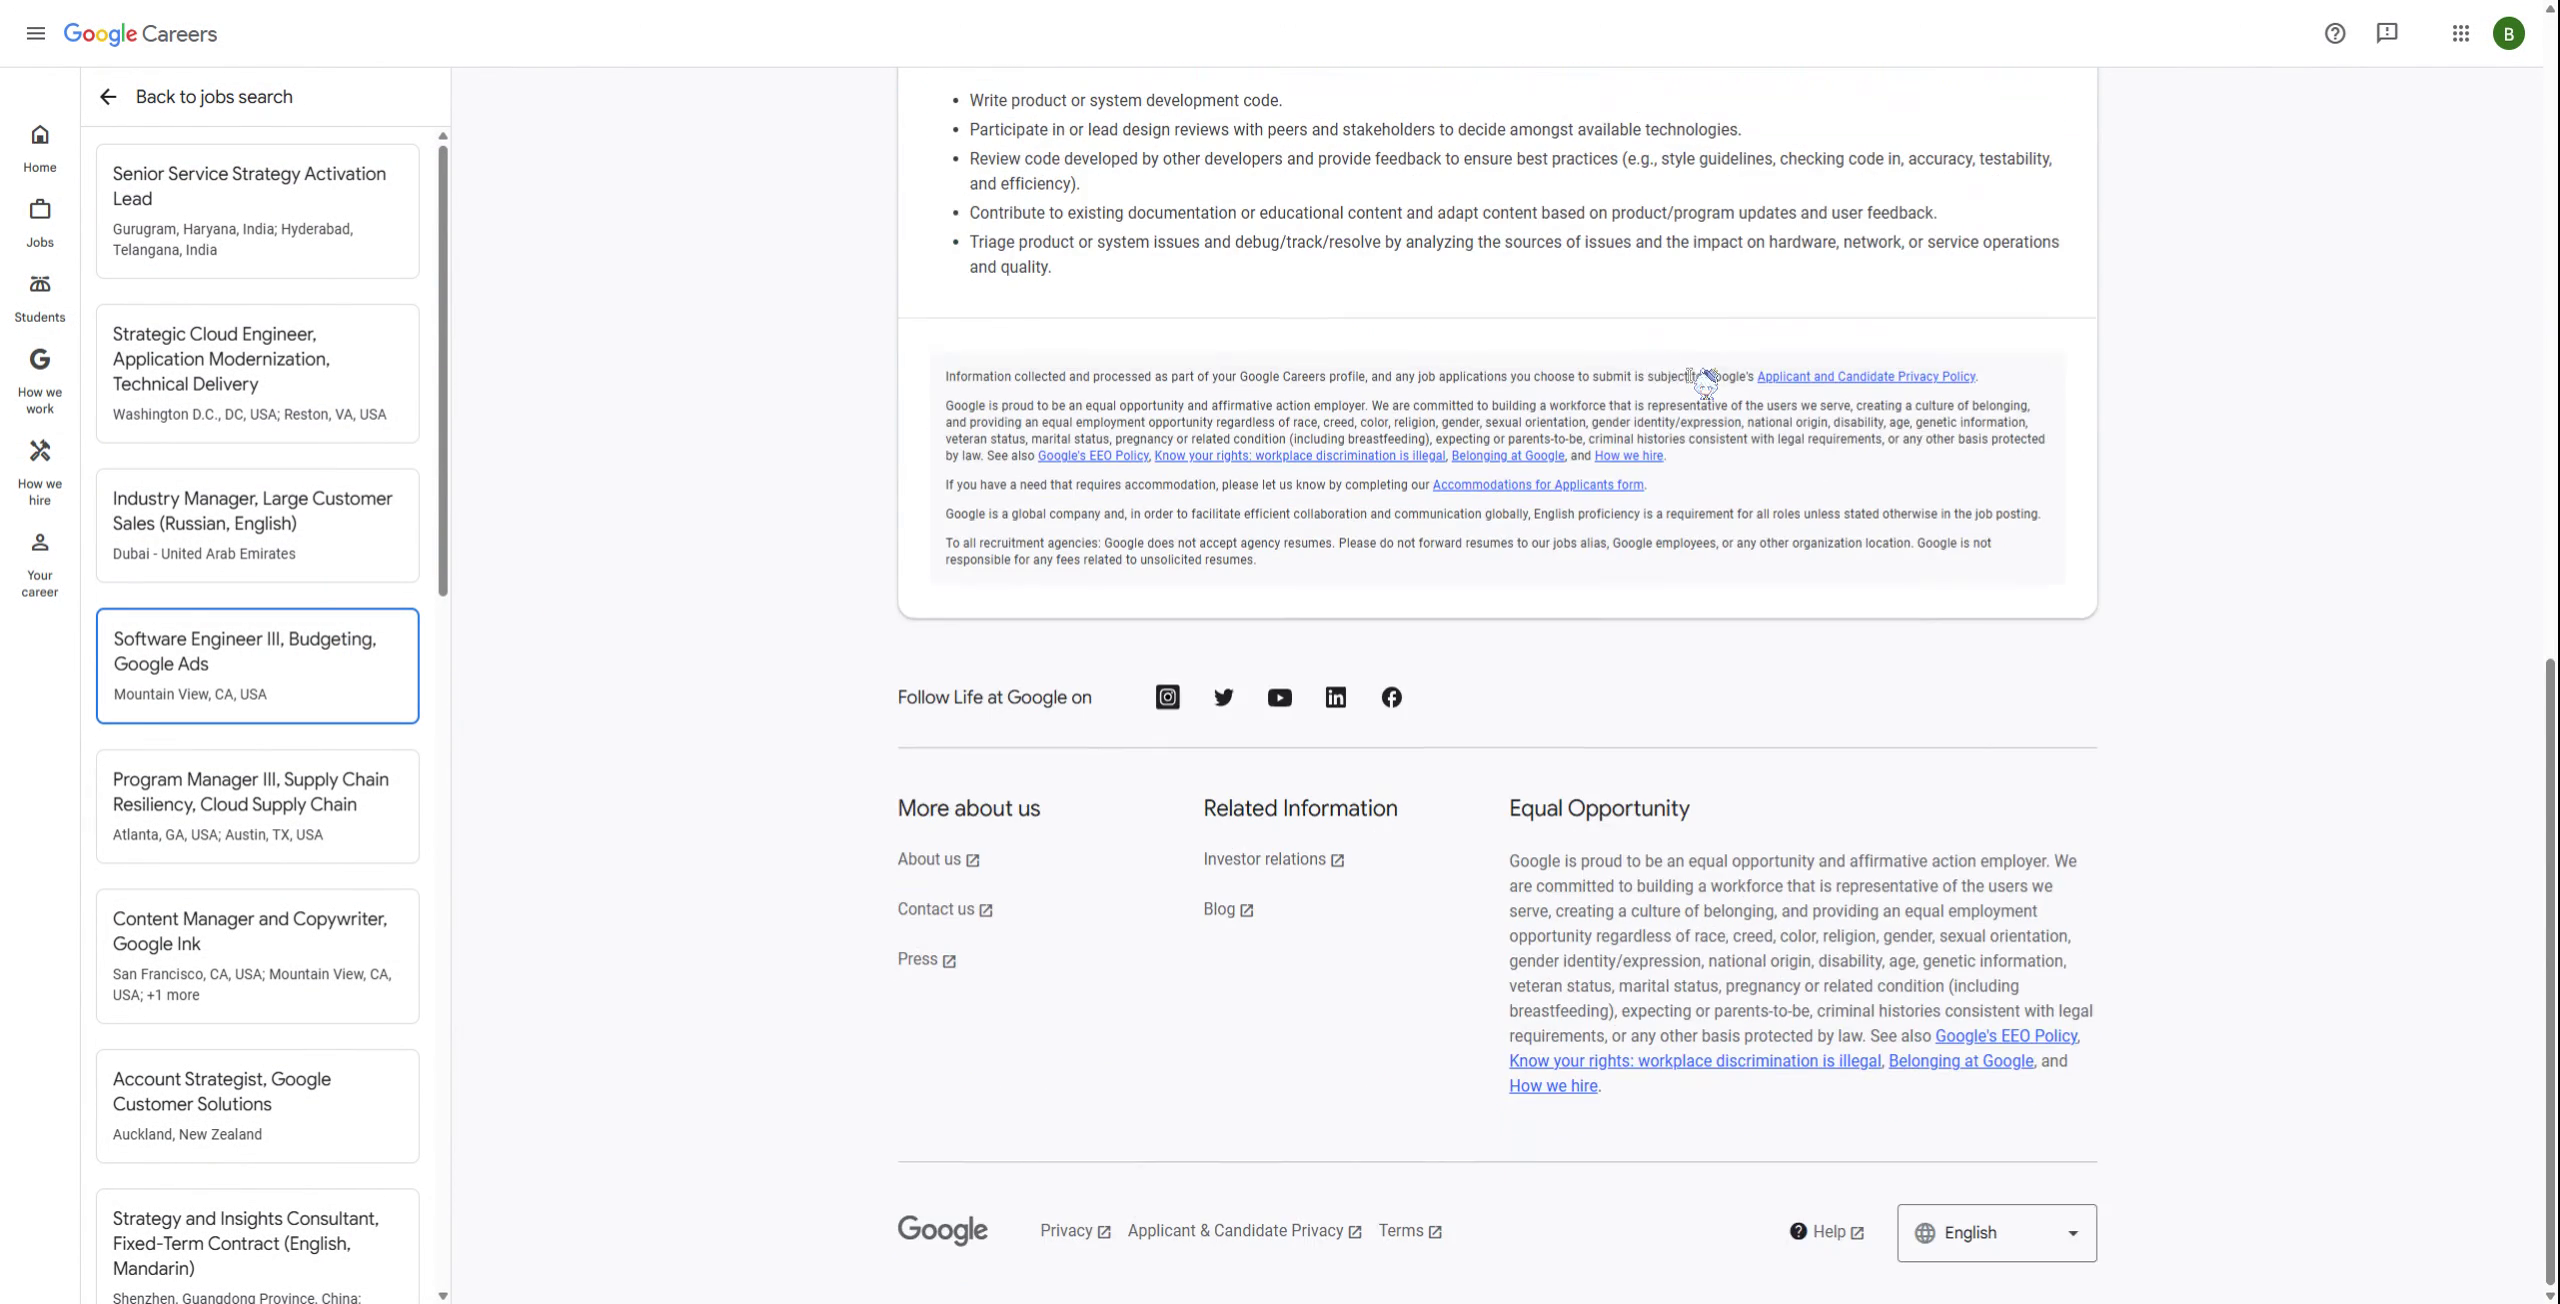 Google Careers
B
Back to jobs search
Home
Jobs
Students
How we
work
How we
hire
Your
career
Senior Service Strategy Activation
Lead
Gurugram, Haryana, India; Hyderabad,
Telangana, India
Strategic Cloud Engineer,
Application Modernization,
Technical Delivery
Washington D.C., DC, USA; Reston, VA, USA
Industry Manager, Large Customer
Sales (Russian, English)
Dubai - United Arab Emirates
Software Engineer III, Budgeting,
Google Ads
Mountain View, CA, USA
Program Manager III, Supply Chain
Resiliency, Cloud Supply Chain
Atlanta, GA, USA; Austin, TX, USA
Content Manager and Copywriter,
Google Ink
San Francisco, CA, USA; Mountain View, CA,
USA; +1 more
Account Strategist, Google
Customer Solutions
Auckland, New Zealand
Strategy and Insights Consultant,
Fixed-Term Contract (English,
Mandarin)
Shenzhen, Guangdong Province, China;
• Write product or system development code.
• Participate in or lead design reviews with peers and stakeholders to decide amongst available technologies.
• Review code developed by other developers and provide feedback to ensure best practices (e.g., style guidelines, checking code in, accuracy, testability,
and efficiency).
• Contribute to existing documentation or educational content and adapt content based on product/program updates and user feedback.
• Triage product or system issues and debug/track/resolve by analyzing the sources of issues and the impact on hardware, network, or service operations
and quality.
Information collected and processed as part of your Google Careers profile, and any job applications you choose to submit is subject Applicant and Candidate Privacy Policy.
Google is proud to be an equal opportunity and affirmative action employer. We are committed to building a workforce that is representative of the users we serve, creating a culture of belonging,
and providing an equal employment opportunity regardless of race, creed, color, religion, gender, sexual orientation, gender identity/expression, national origin, disability, age, genetic information,
veteran status, marital status, pregnancy or related condition (including breastfeeding), expecting or parents-to-be, criminal histories consistent with legal requirements, or any other basis protected
by law. See also Google's EEO Policy, Know your rights: workplace discrimination is illegal, Belonging at Google, and How we hire.
If you have a need that requires accommodation, please let us know by completing our Accommodations for Applicants form.
Google is a global company and, in order to facilitate efficient collaboration and communication globally, English proficiency is a requirement for all roles unless stated otherwise in the job posting.
To all recruitment agencies: Google does not accept agency resumes. Please do not forward resumes to our jobs alias, Google employees, or any other organization location. Google is not
responsible for any fees related to unsolicited resumes.
Follow Life at Google on
More about us
About us
Contact us
Press
Related Information
Investor relations
Blog
Equal Opportunity
Google is proud to be an equal opportunity and affirmative action employer. We
are committed to building a workforce that is representative of the users we
serve, creating a culture of belonging, and providing an equal employment
opportunity regardless of race, creed, color, religion, gender, sexual orientation,
gender identity/expression, national origin, disability, age, genetic information,
veteran status, marital status, pregnancy or related condition (including
breastfeeding), expecting or parents-to-be, criminal histories consistent with legal
requirements, or any other basis protected by law. See also Google's EEO Policy,
Know your rights: workplace discrimination is illegal, Belonging at Google, and
How we hire.
Google Privacy Applicant & Candidate Privacy Terms Help English